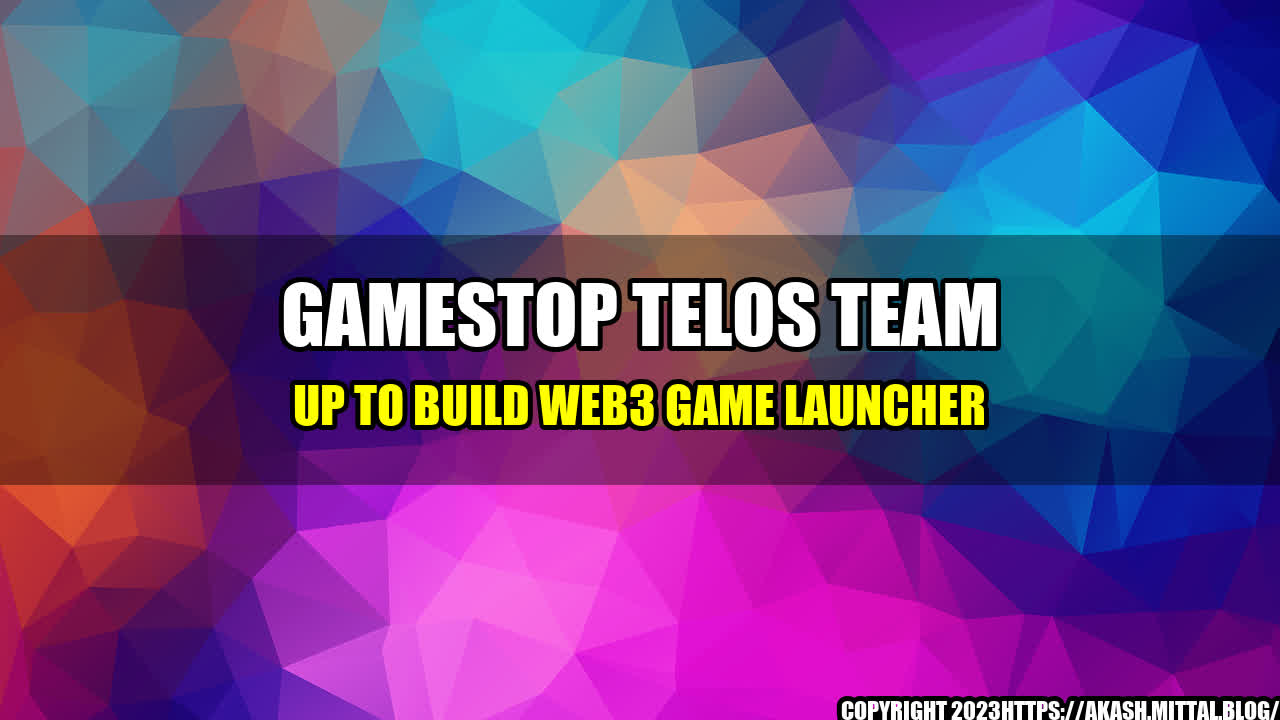 GAMESTOP TELOS TEAM
UP TO BUILD WEB3 GAME LAUNCHER
COPYRIGHT 2023HTTPS://AKASH.MITTAL.BLOG/